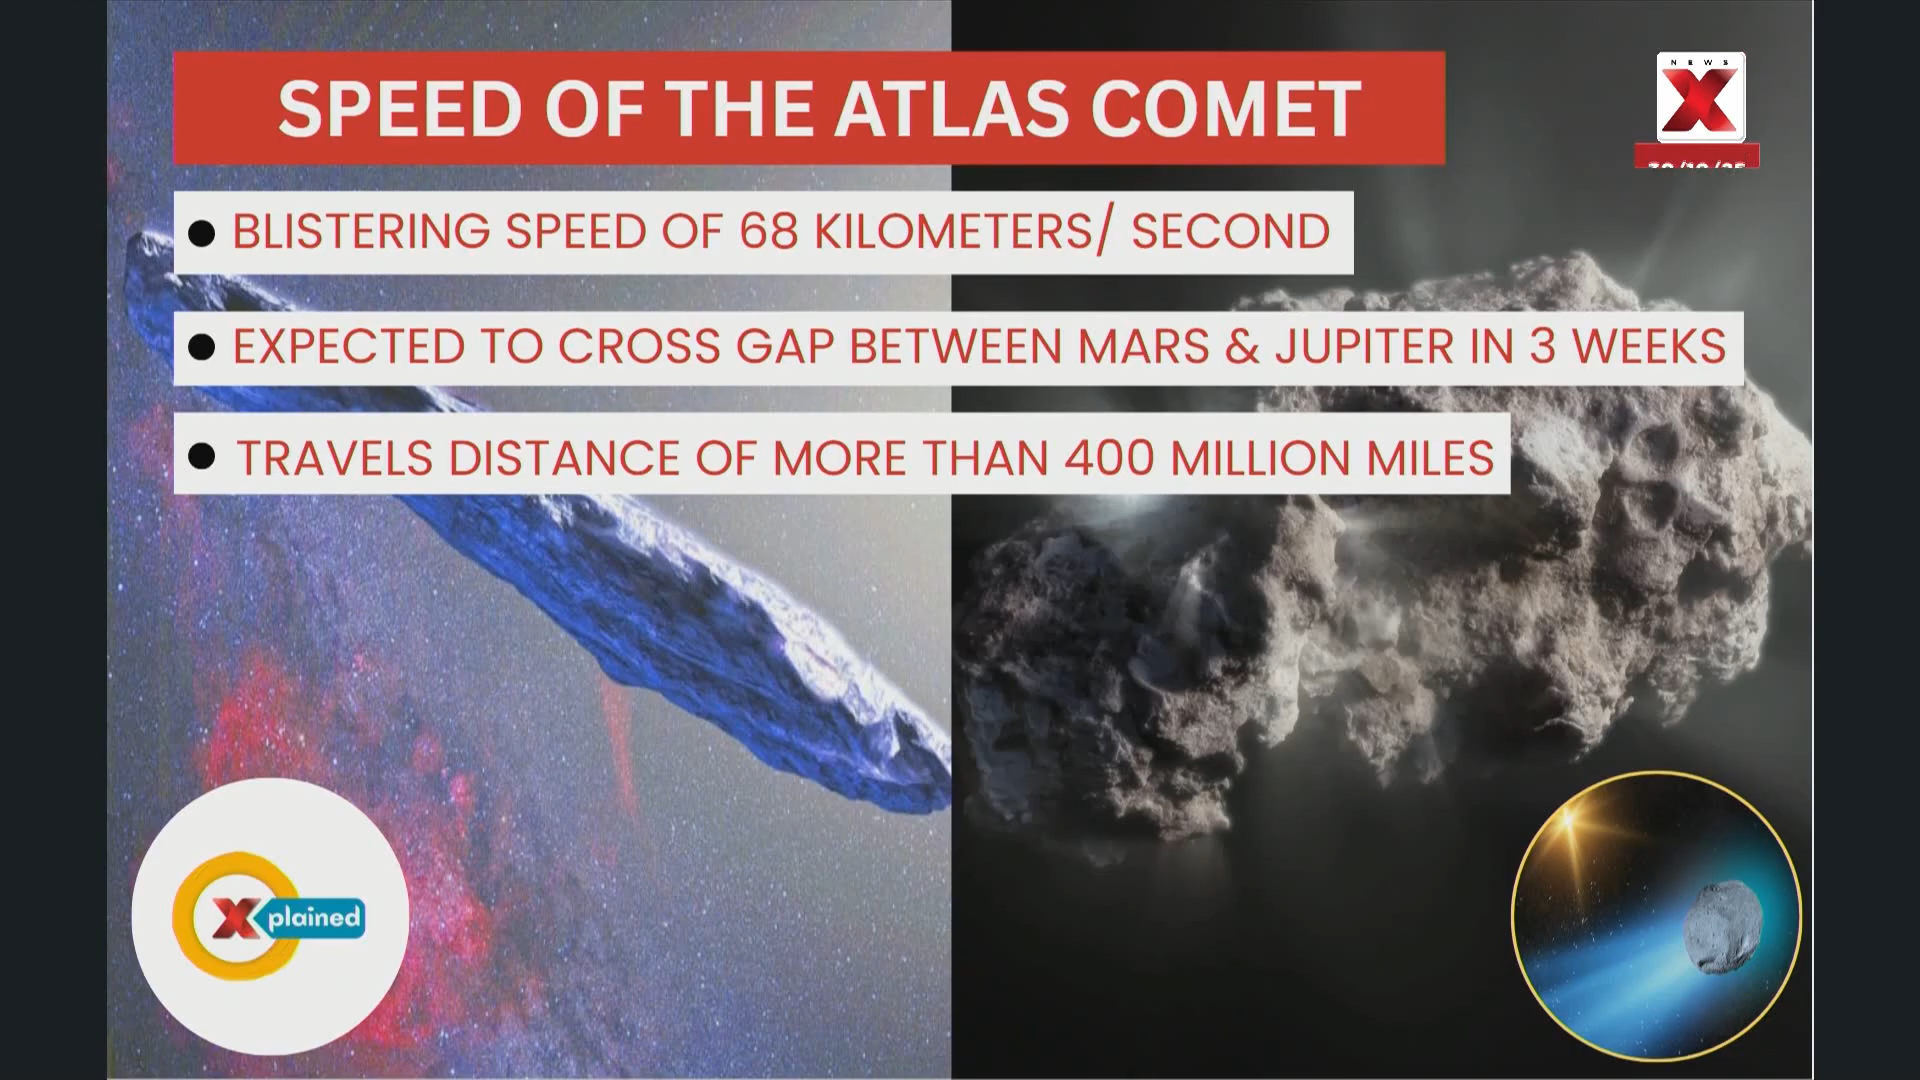 SPEED OF THE ATLAS COMET
NEWS
X
BLISTERING SPEED OF 68 KILOMETERS/ SECOND
EXPECTED TO CROSS GAP BETWEEN MARS & JUPITER IN 3 WEEKS
TRAVELS DISTANCE OF MORE THAN 400 MILLION MILES
Xplained